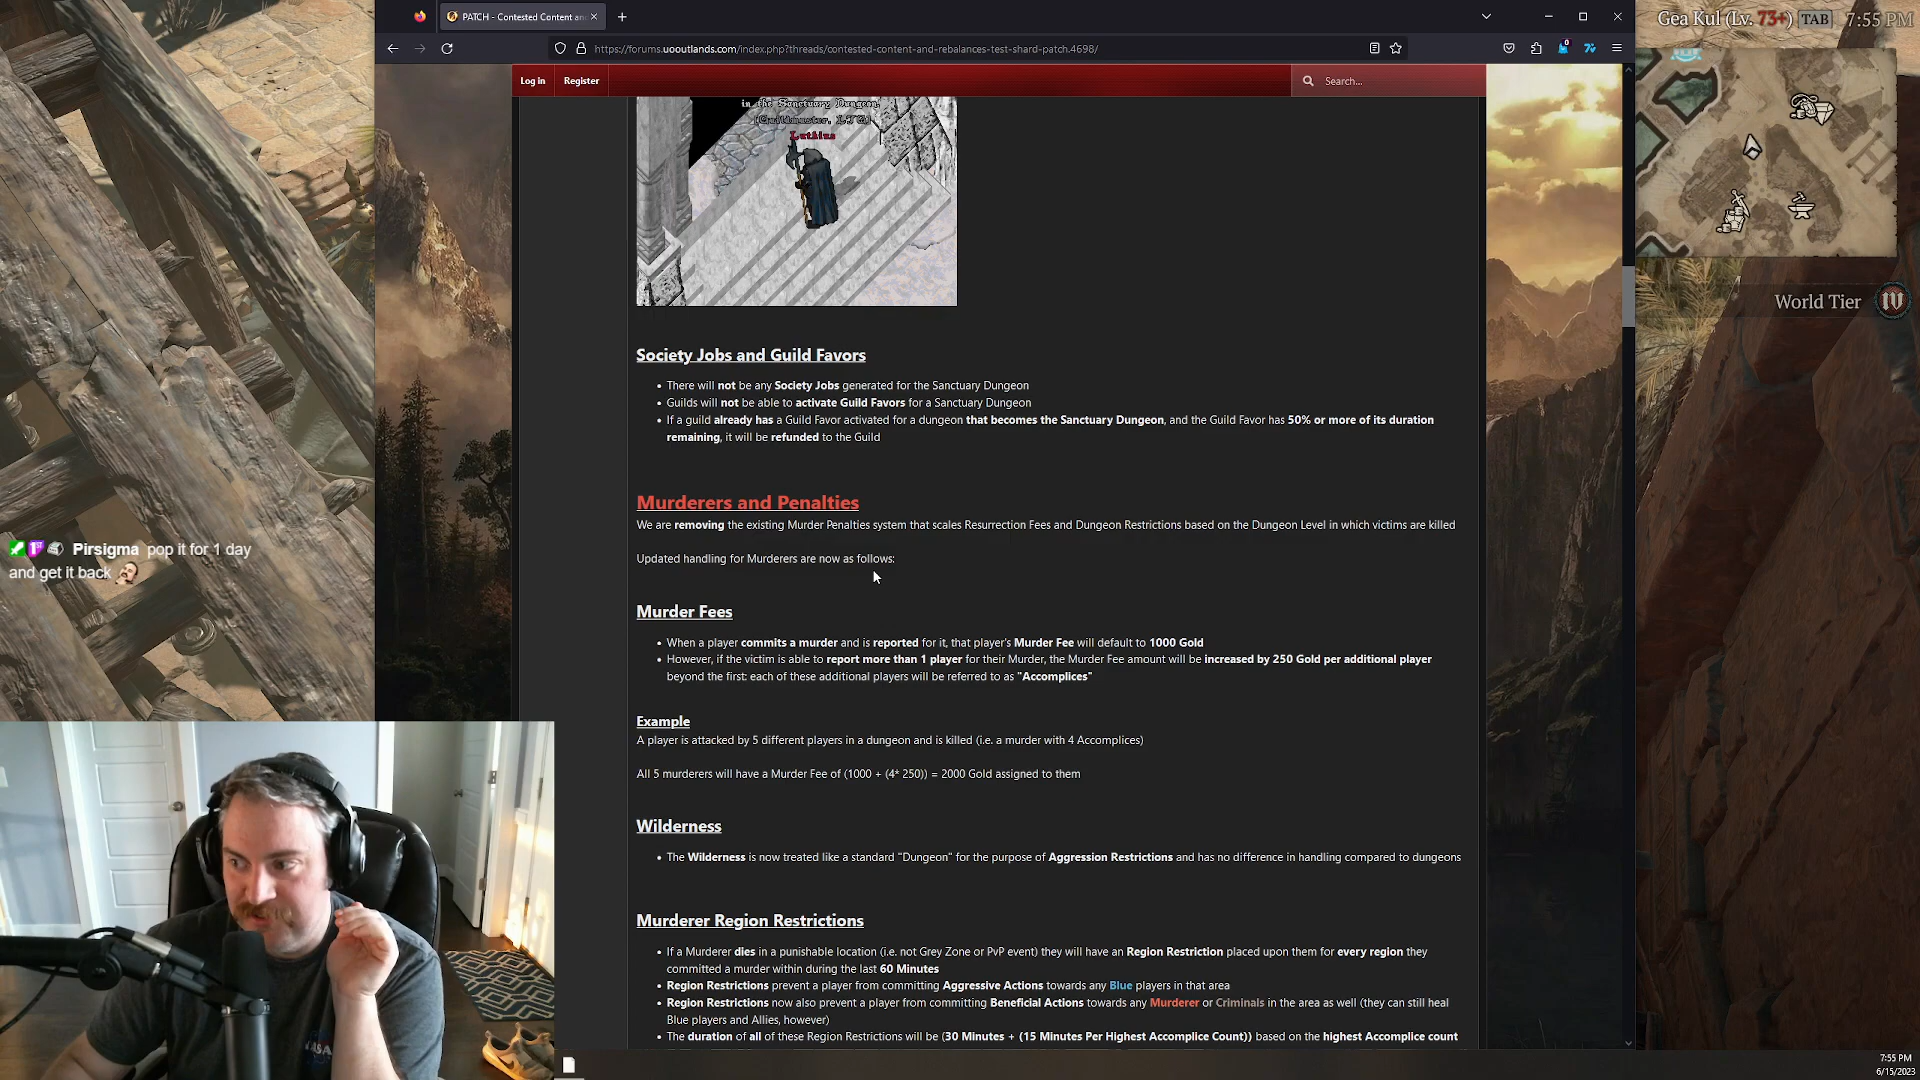 PATCH - Contested Content an
Gea Kul (Lv. 73+) TAB 7:55 PM
https://forums.uooutlands.com/index.php?threads/contested-content-and-rebalances-test-shard-patch.4698/
Log in Register Search...
in the Sanctuary Dungeon.
[Guildmaster, LTG]
World Tier IV
Society Jobs and Guild Favors
• There will not be any Society Jobs generated for the Sanctuary Dungeon
• Guilds will not be able to activate Guild Favors for a Sanctuary Dungeon
• If a guild already has a Guild Favor activated for a dungeon that becomes the Sanctuary Dungeon, and the Guild Favor has 50% or more of its duration
remaining, it will be refunded to the Guild
Murderers and Penalties
We are removing the existing Murder Penalties system that scales Resurrection Fees and Dungeon Restrictions based on the Dungeon Level in which victims are killed
Pirsigma pop it for 1 day
and get it back
Updated handling for Murderers are now as follows:
Murder Fees
• When a player commits a murder and is reported for it, that player's Murder Fee will default to 1000 Gold
• However, if the victim is able to report more than 1 player for their Murder, the Murder Fee amount will be increased by 250 Gold per additional player
beyond the first: each of these additional players will be referred to as "Accomplices"
Example
A player is attacked by 5 different players in a dungeon and is killed (i.e. a murder with 4 Accomplices)
All 5 murderers will have a Murder Fee of (1000 + (4* 250)) = 2000 Gold assigned to them
Wilderness
• The Wilderness is now treated like a standard "Dungeon" for the purpose of Aggression Restrictions and has no difference in handling compared to dungeons
Murderer Region Restrictions
• If a Murderer dies in a punishable location (i.e. not Grey Zone or PvP event) they will have an Region Restriction placed upon them for every region they
committed a murder within during the last 60 Minutes
• Region Restrictions prevent a player from committing Aggressive Actions towards any Blue players in that area
• Region Restrictions now also prevent a player from committing Beneficial Actions towards any Murderer or Criminals in the area as well (they can still heal
Blue players and Allies, however)
• The duration of all of these Region Restrictions will be (30 Minutes + (15 Minutes Per Highest Accomplice Count)) based on the highest Accomplice count
7:55 PM
6/15/2023